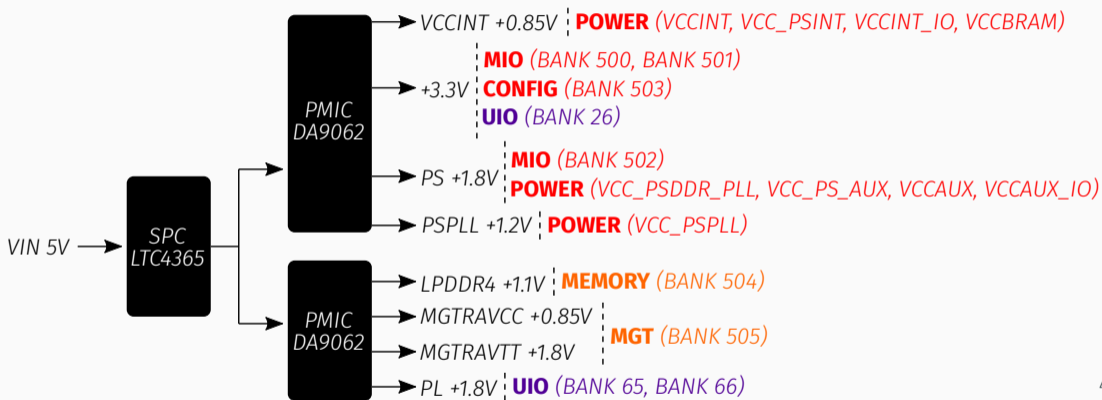 VIN 5V
SPC
LTC4365
PMIC
DA9062
VCCINT +0.85V POWER (VCCINT, VCC_PSINT, VCCINT_IO, VCCBRAM)
+3.3V
MIO (BANK 500, BANK 501)
CONFIG (BANK 503)
UIO (BANK 26)
PS +1.8V
MIO (BANK 502)
POWER (VCC_PSDDR_PLL, VCC_PS_AUX, VCCAUX, VCCAUX_IO)
PSPLL +1.2V POWER (VCC_PSPLL)
PMIC
DA9062
LPDDR4 +1.1V MEMORY (BANK 504)
MGTRAVCC +0.85V
MGTRAVTT +1.8V
MGT (BANK 505)
PL +1.8V UIO (BANK 65, BANK 66)